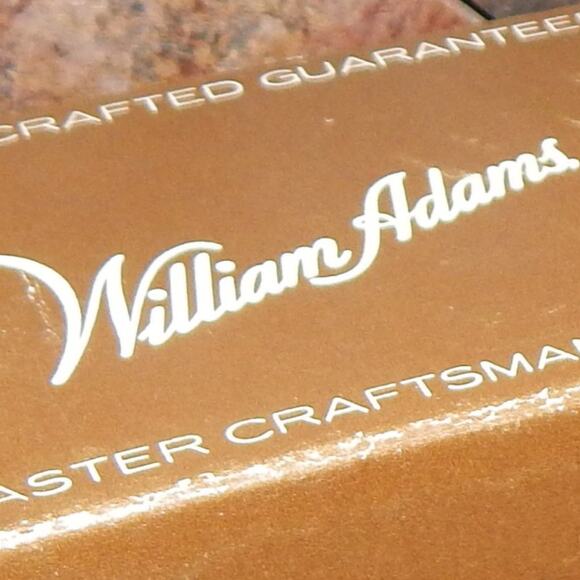 CRAFTED GUARANTEE
William Adams
ASTER CRAFTSMA